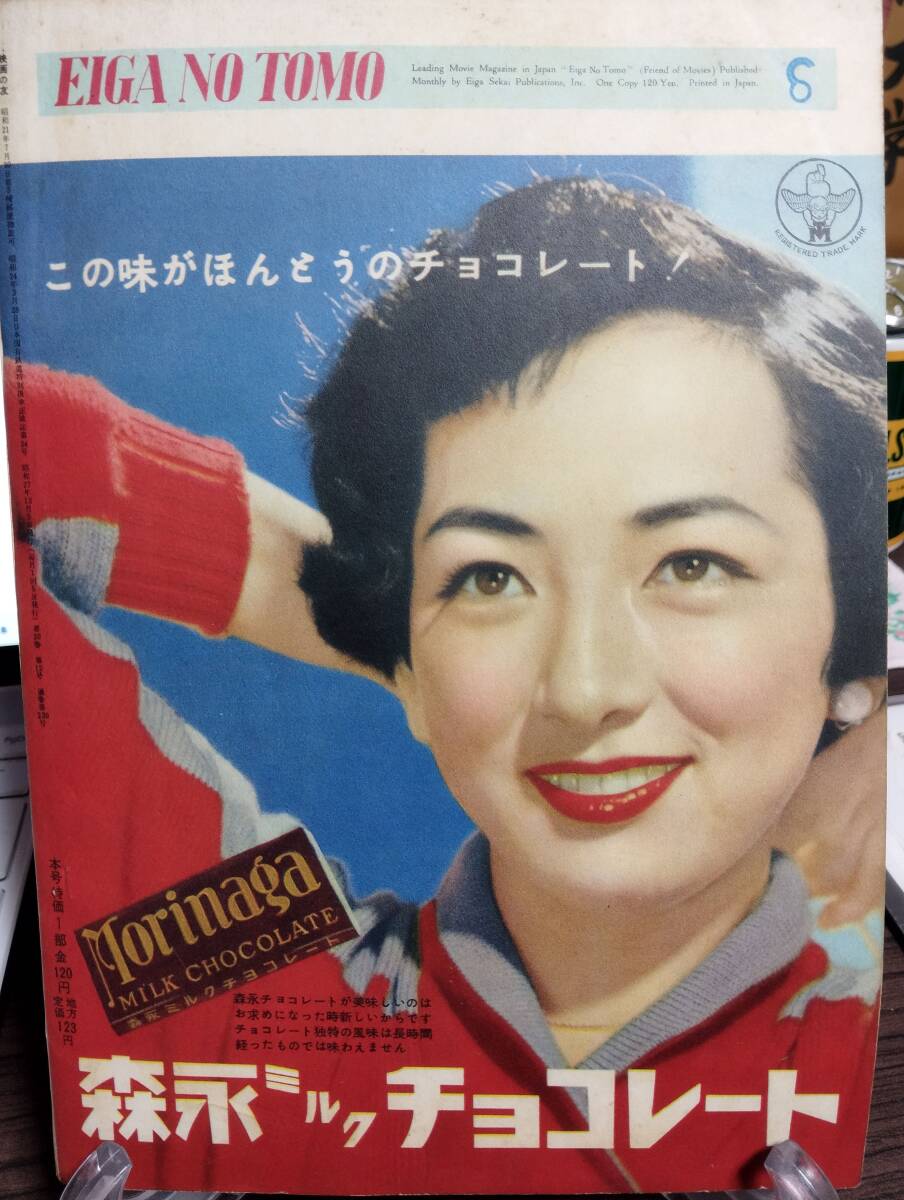 EIGA NO TOMO
Leading Movie Magazine in Japan "Eiga No Tomo" (Friend of Movies) Published
Monthly by Eiga Sekai Publications, Inc. One Copy 120 Yen. Printed in Japan.
8
REGISTERED TRADE MARK
この味がほんとうのチョコレート!
映画の友
本号特価1部金120円 地方定価123円
Morinaga
MILK CHOCOLATE
森永ミルクチョコレート
森永チョコレートが美味しいのは
お求めになった時新しいからです
チョコレート独特の風味は長時間
経ったものでは味わえません
森永ミルクチョコレート